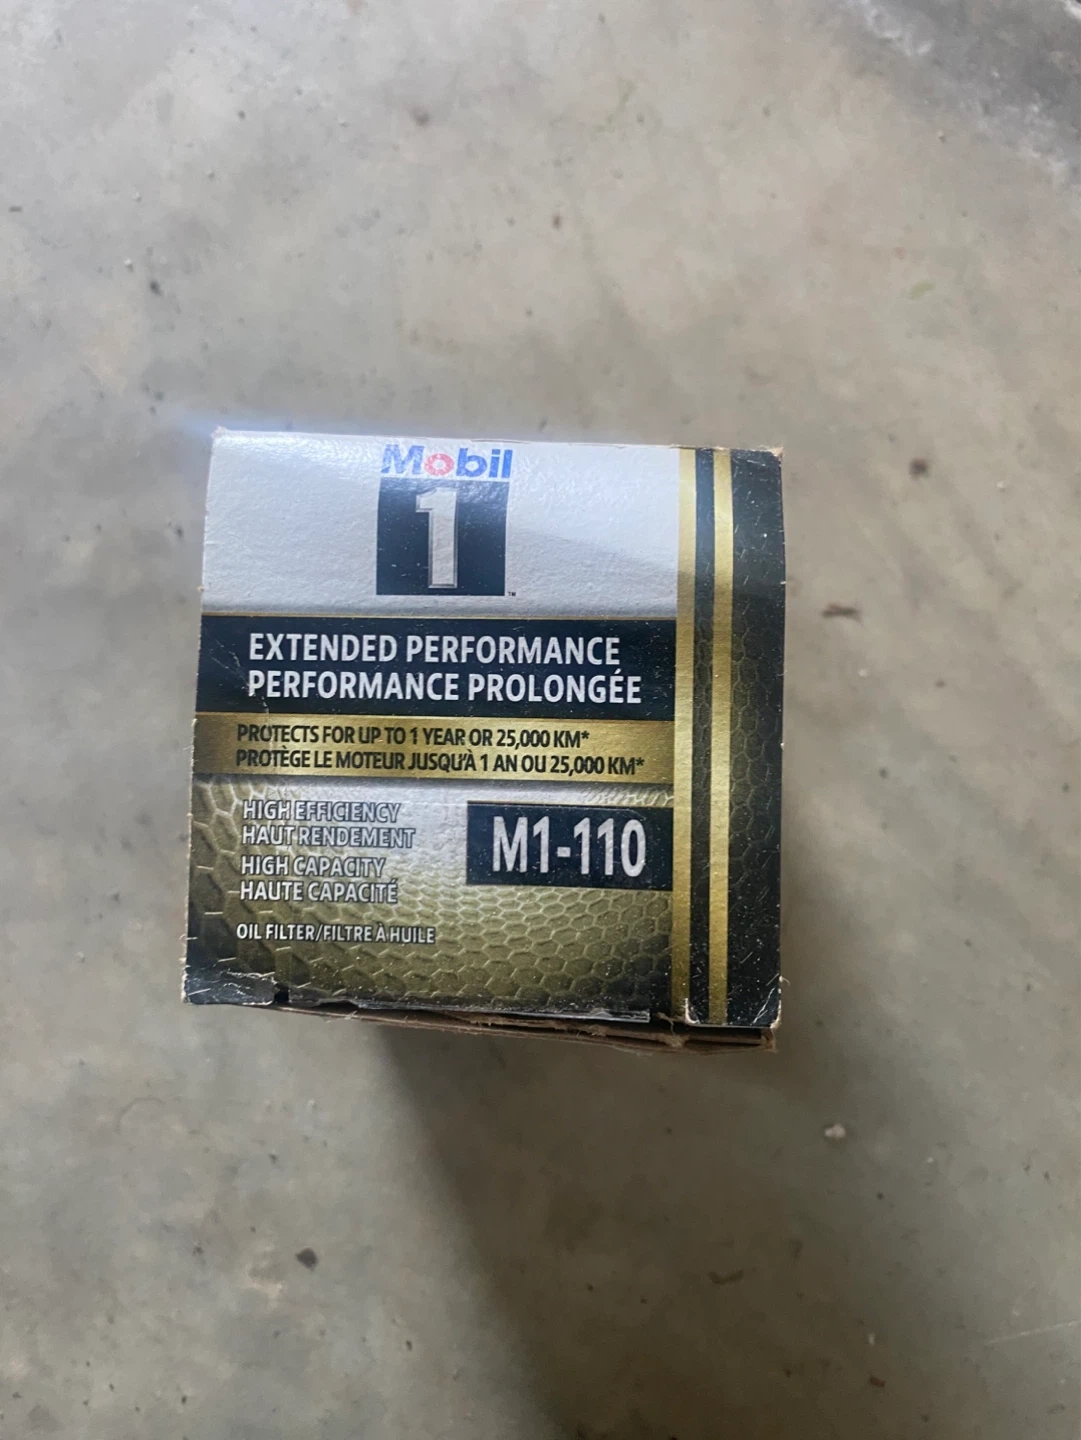 Mobil
1
™
EXTENDED PERFORMANCE
PERFORMANCE PROLONGÉE
PROTECTS FOR UP TO 1 YEAR OR 25,000 KM*
PROTÈGE LE MOTEUR JUSQU'À 1 AN OU 25,000 KM*
HIGH EFFICIENCY
HAUT RENDEMENT
HIGH CAPACITY
HAUTE CAPACITÉ
M1-110
OIL FILTER/FILTRE À HUILE